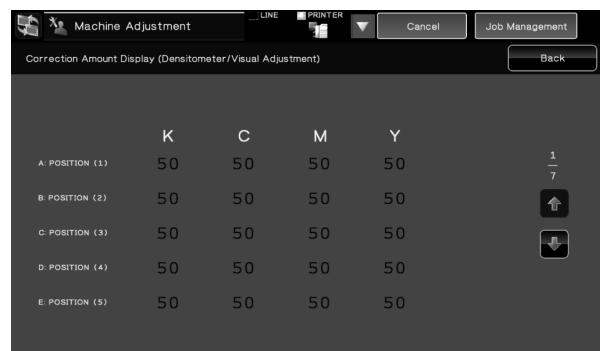 Machine Adjustment LINE PRINTER Cancel Job Management
Correction Amount Display (Densitometer/Visual Adjustment) Back
K C M Y
A: POSITION (1) 50 50 50 50
B: POSITION (2) 50 50 50 50
C: POSITION (3) 50 50 50 50
D: POSITION (4) 50 50 50 50
E: POSITION (5) 50 50 50 50
1
7